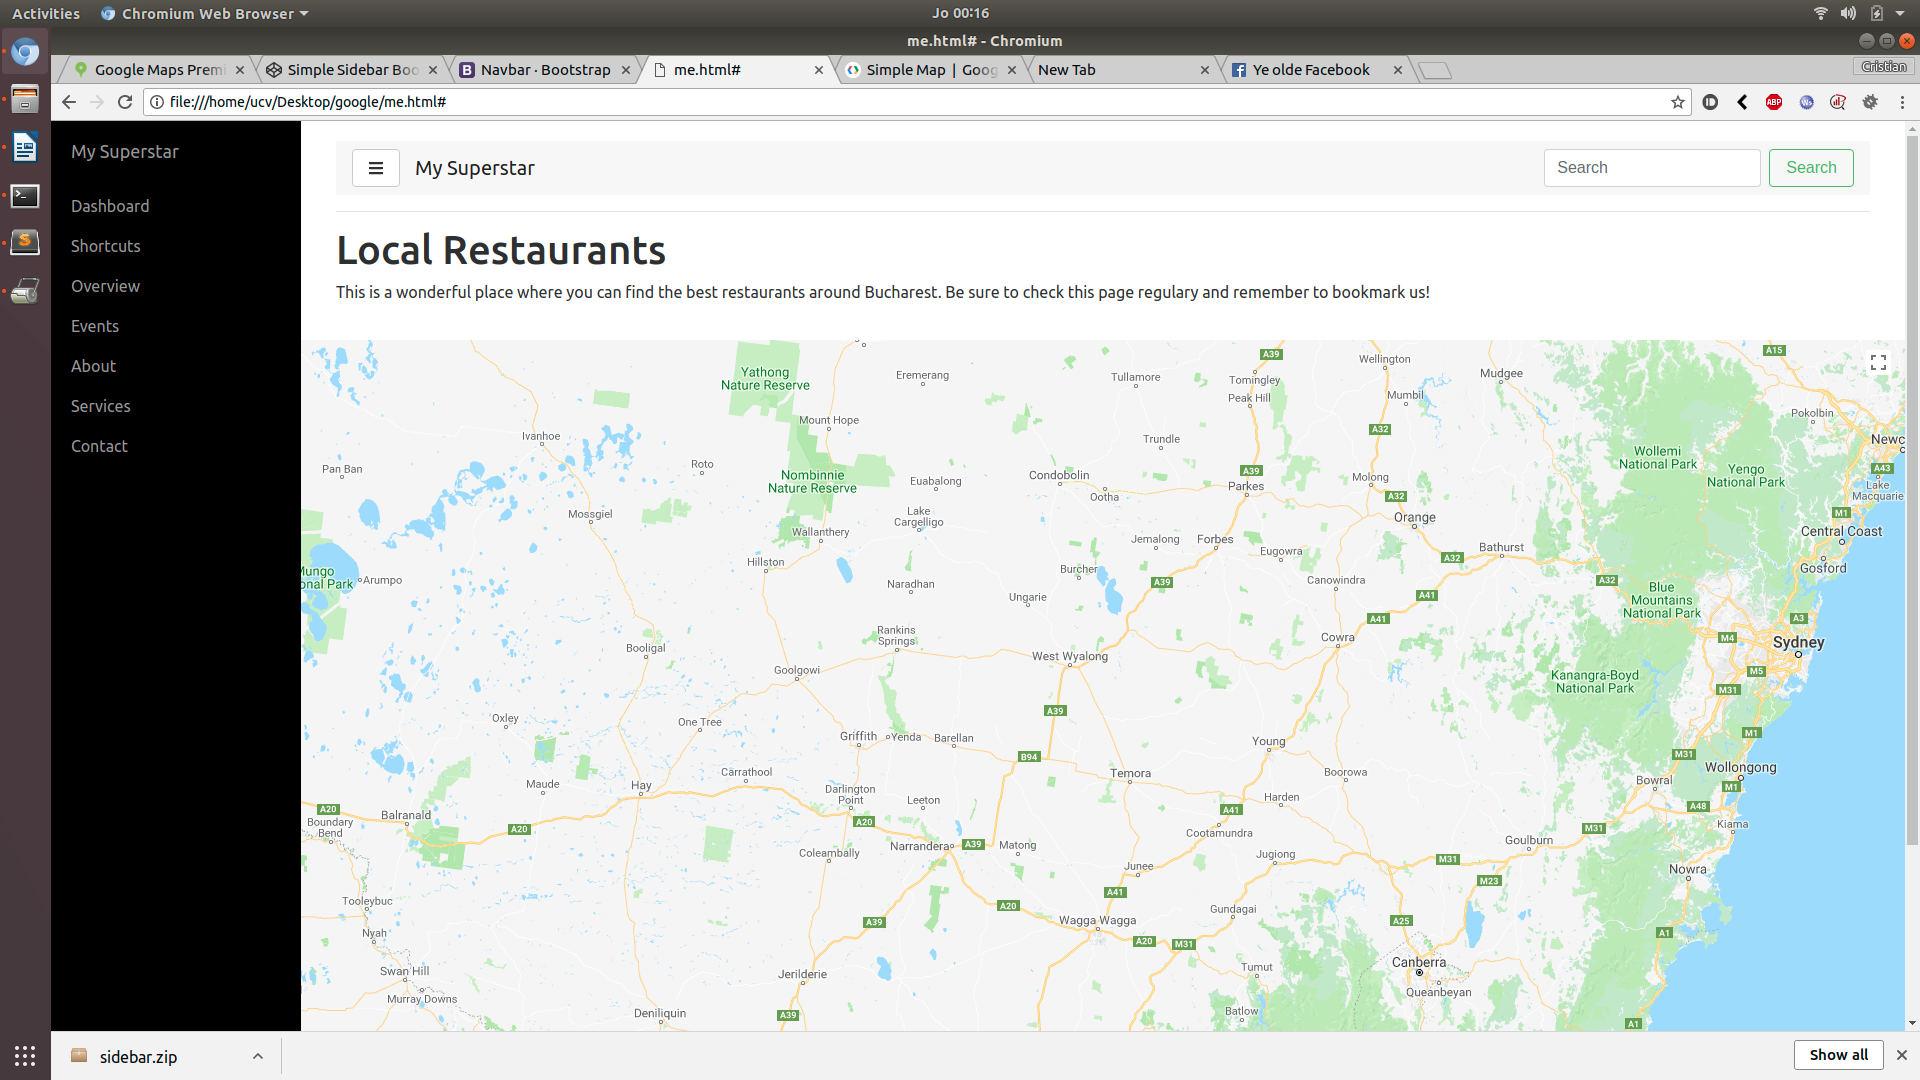 Activities
Chromium Web Browser
Jo 00:16
me.html# - Chromium
Google Maps Premi
Simple Sidebar Boo
Navbar · Bootstrap
me.html#
Simple Map | Goog
New Tab
Ye olde Facebook
Cristian
file:///home/ucv/Desktop/google/me.html#
ABP
My Superstar
Dashboard
Shortcuts
Overview
Events
About
Services
Contact
My Superstar
Search
Search
Local Restaurants
This is a wonderful place where you can find the best restaurants around Bucharest. Be sure to check this page regulary and remember to bookmark us!
A39
A15
Wellington
Yathong
Nature Reserve
Eremerang
Tullamore
Tomingley
Mudgee
Peak Hill
Mumbil
Pokolbin
Mount Hope
A32
Ivanhoe
Trundle
Newc
Wollemi
National Park
Pan Ban
Roto
A39
Yengo
National Park
A43
Nombinnie
Nature Reserve
Euabalong
Condobolin
Ootha
Parkes
Molong
A32
Lake
Macquarie
Mossgiel
Lake
Cargelligo
Orange
M1
Wallanthery
Jemalong
Forbes
Central Coast
Eugowra
Bathurst
A32
Hillston
Burcher
Gosford
Mungo
onal Park
Arumpo
Naradhan
A39
Canowindra
A32
Ungarie
A41
Blue
Mountains
National Park
A41
A3
Rankins
Springs
Cowra
M4
Sydney
Booligal
West Wyalong
Goolgowi
M5
Kanangra-Boyd
National Park
M31
Oxley
One Tree
A39
Griffith
Yenda
Barellan
Young
M1
B94
M31
Maude
Hay
Carrathool
Temora
Boorowa
Wollongong
Bowral
M1
Darlington
Point
Leeton
Harden
A20
Balranald
A41
A48
Boundary
Bend
A20
A20
Cootamundra
M31
Kiama
Coleambally
Narrandera
A39
Matong
Goulburn
Junee
Jugiong
M31
Nowra
M23
A41
Tooleybuc
A20
Gundagai
A39
Wagga Wagga
A25
Nyah
A20
M31
A1
Swan Hill
Jerilderie
Tumut
Canberra
Murray Downs
Queanbeyan
Deniliquin
A39
Batlow
A1
sidebar.zip
Show all